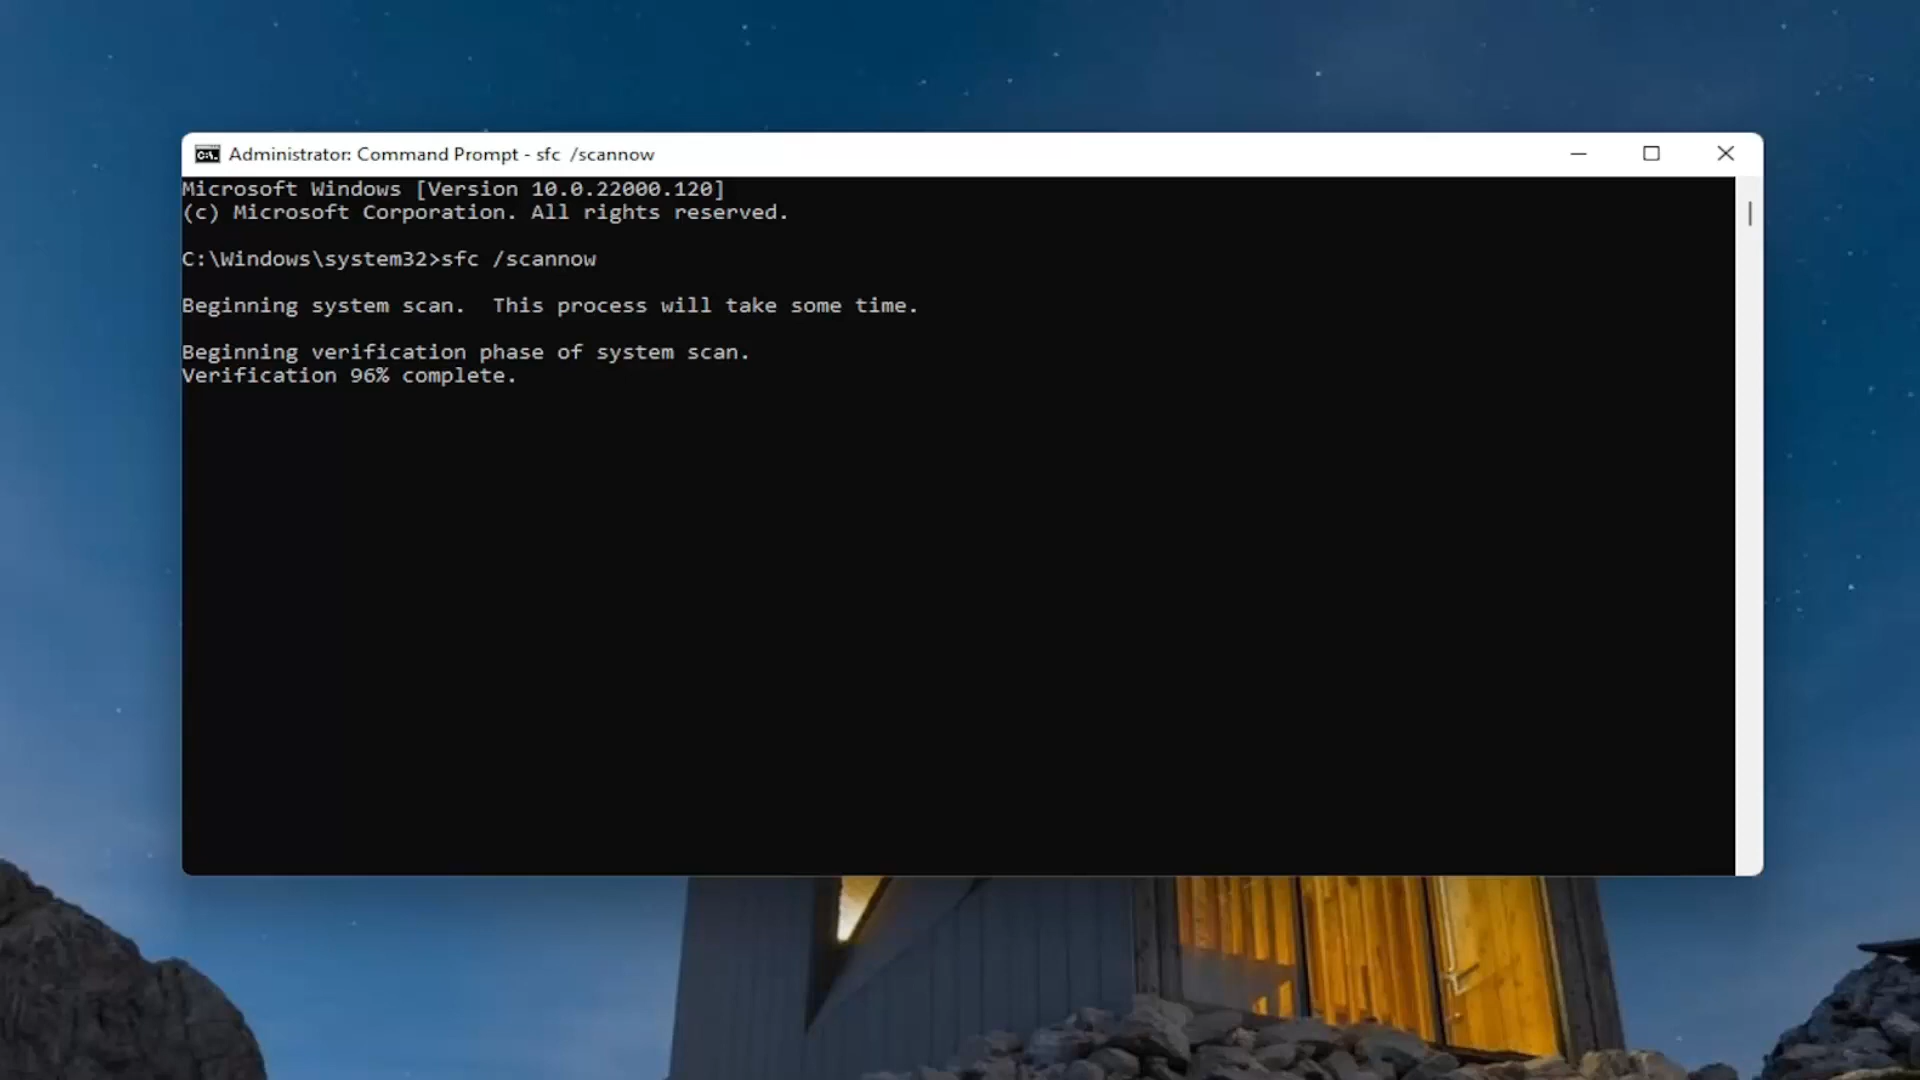 Administrator: Command Prompt - sfc  /scannow
Microsoft Windows [Version 10.0.22000.120]
(c) Microsoft Corporation. All rights reserved.
C:\Windows\system32>sfc /scannow
Beginning system scan.  This process will take some time.
Beginning verification phase of system scan.
Verification 96% complete.